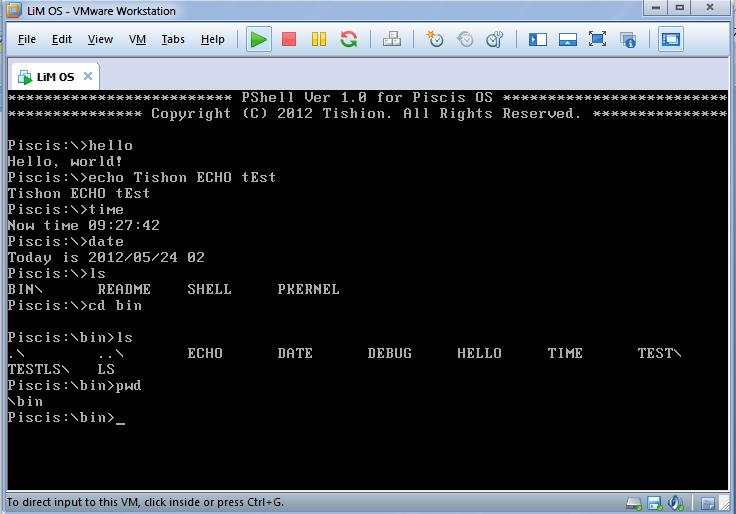 LiM OS - VMware Workstation
File Edit View VM Tabs Help
LiM OS
************************* PShell Ver 1.0 for Piscis OS *************************
*************** Copyright (C) 2012 Tishion. All Rights Reserved. ***************
Piscis:\>hello
Hello, world!
Piscis:\>echo Tishon ECHO tEst
Tishon ECHO tEst
Piscis:\>time
Now time 09:27:42
Piscis:\>date
Today is 2012/05/24 02
Piscis:\>ls
BIN\ README SHELL PKERNEL
Piscis:\>cd bin
Piscis:\bin>ls
.\ ..\ ECHO DATE DEBUG HELLO TIME TEST\
TESTLS\ LS
Piscis:\bin>pwd
\bin
Piscis:\bin>_
To direct input to this VM, click inside or press Ctrl+G.